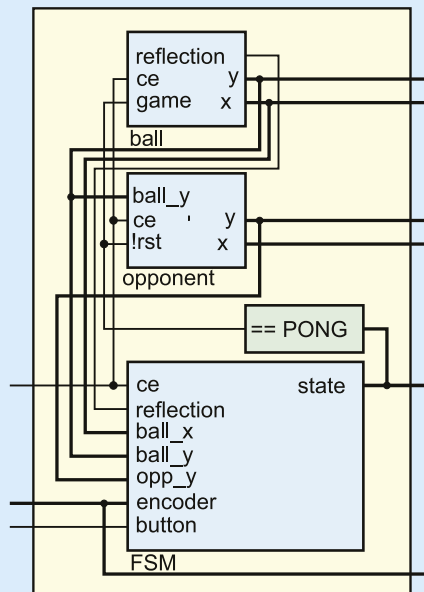 reflection
ce
y
game
x
ball
ball_y
ce
'
y
!rst
x
opponent
== PONG
ce
state
reflection
ball_x
ball_y
opp_y
encoder
button
FSM